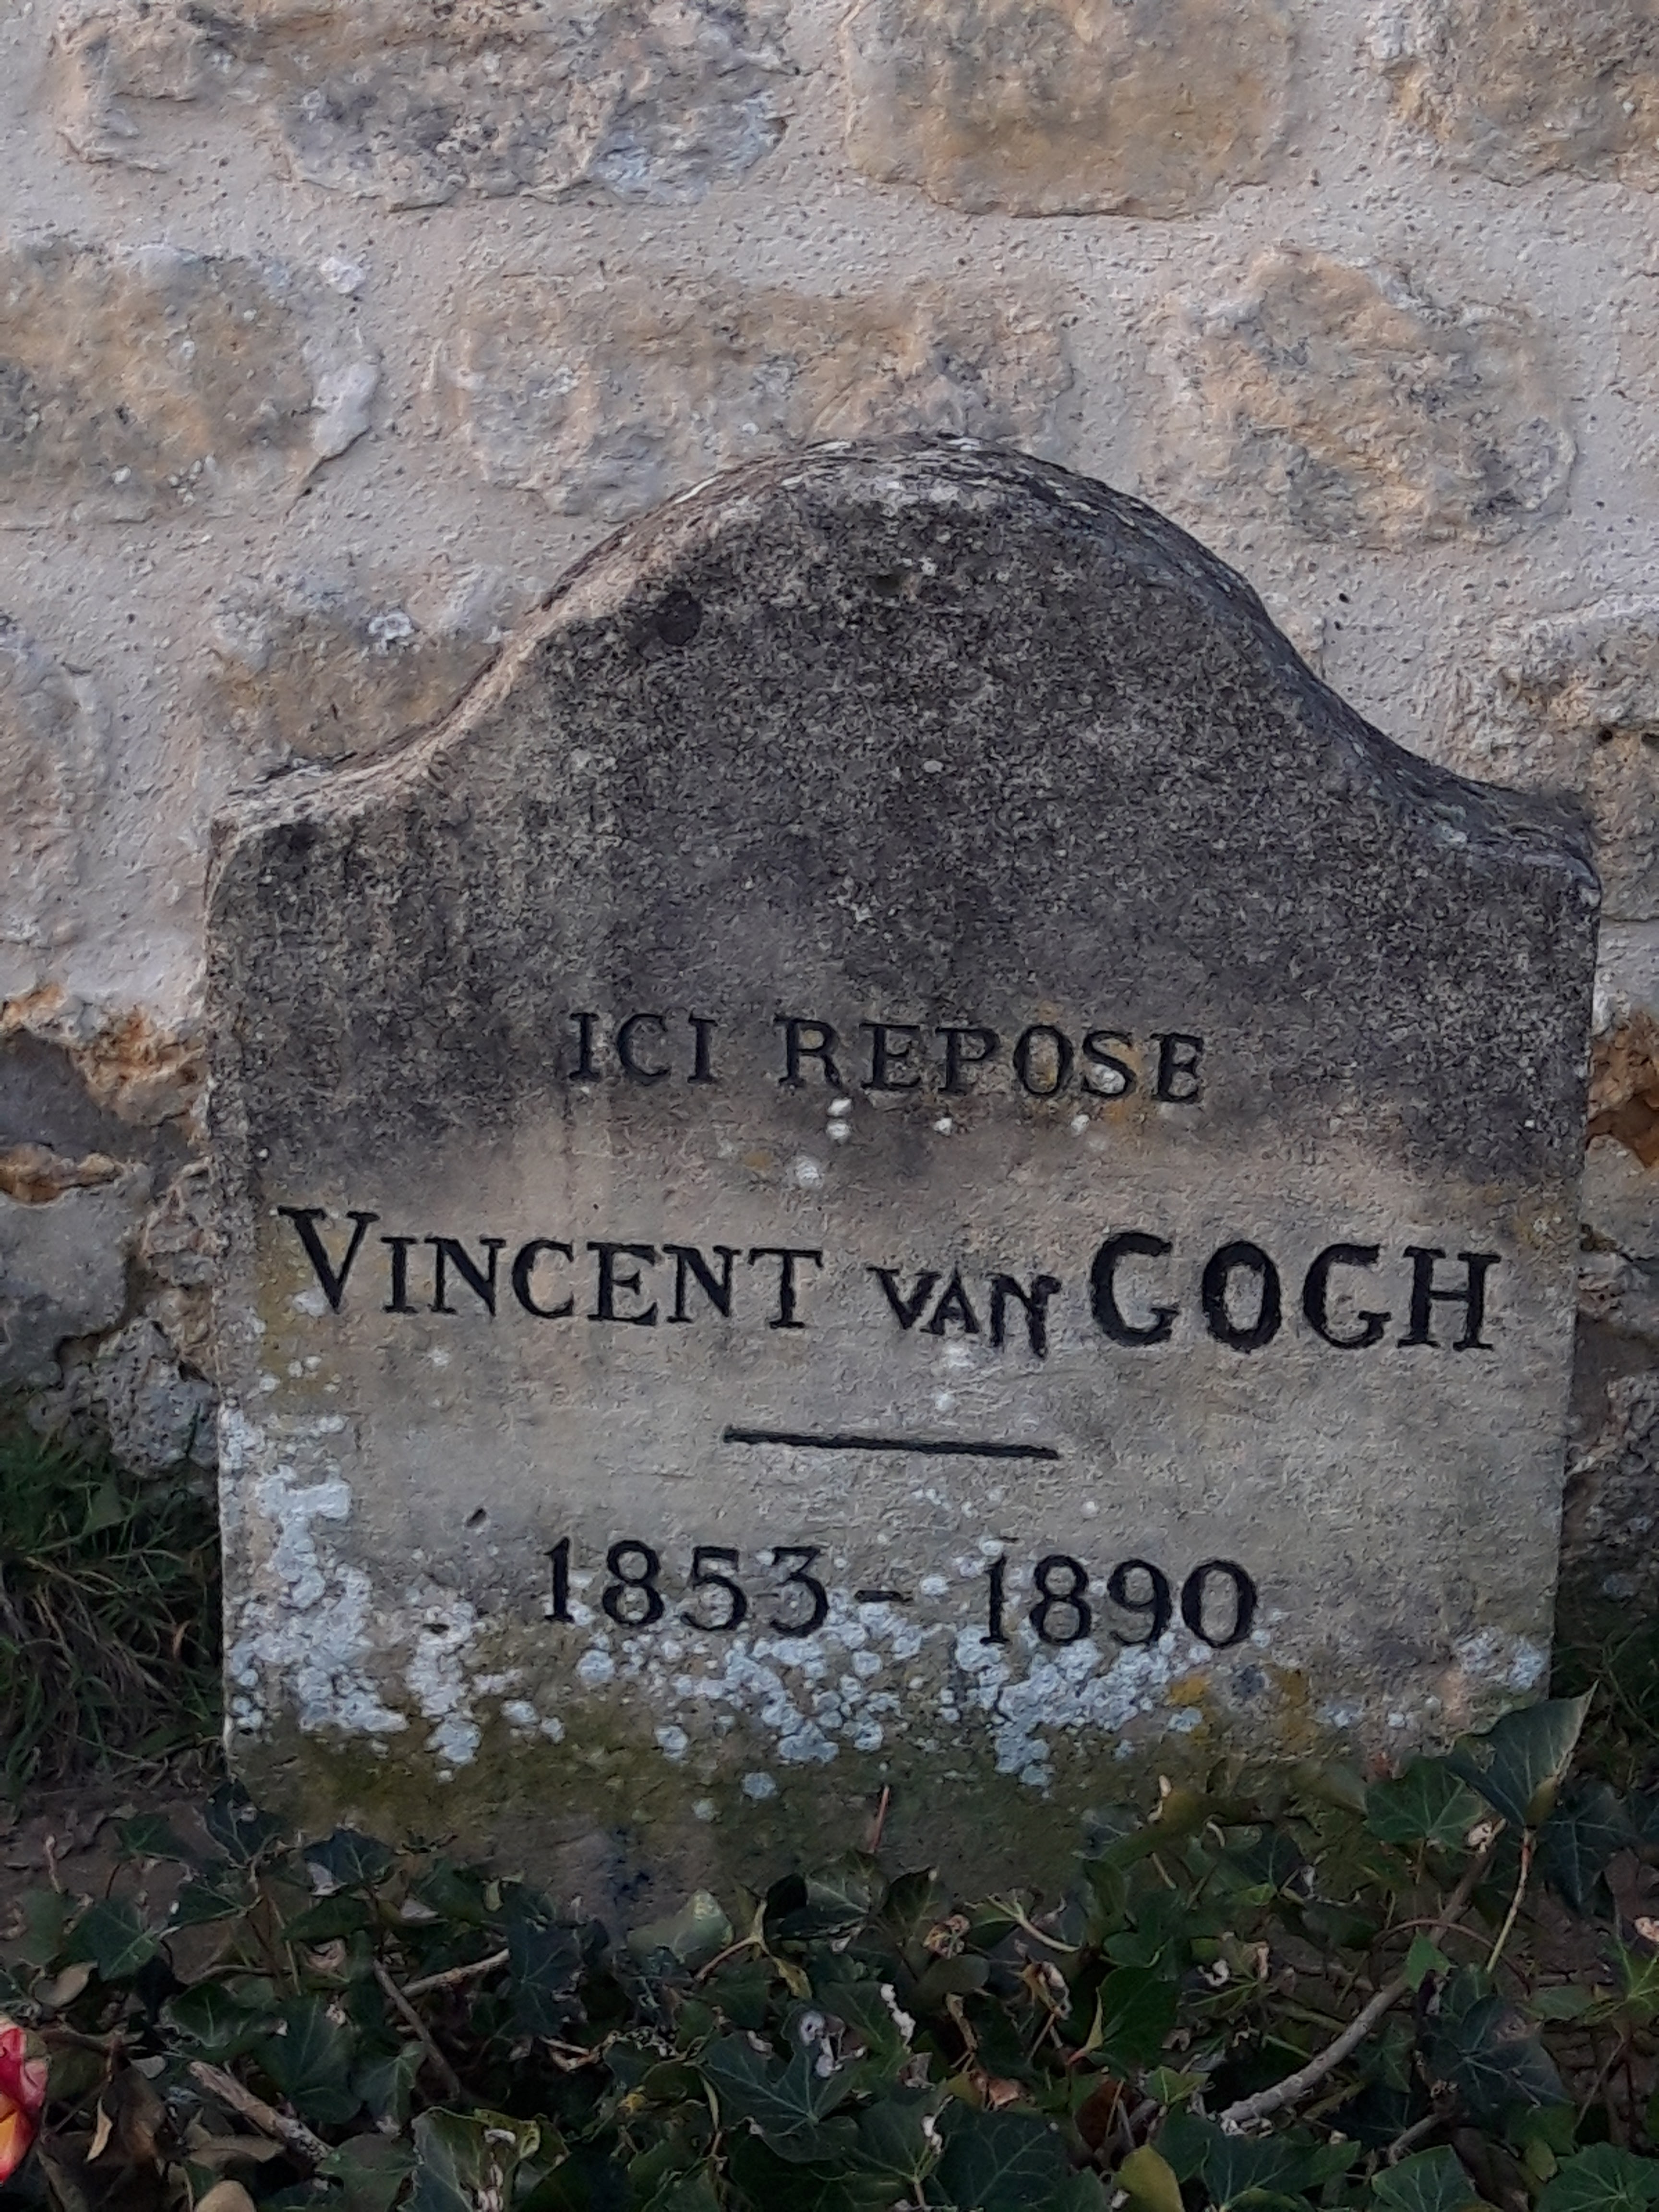 ICI REPOSE
VINCENT VAN GOGH
1853 - 1890